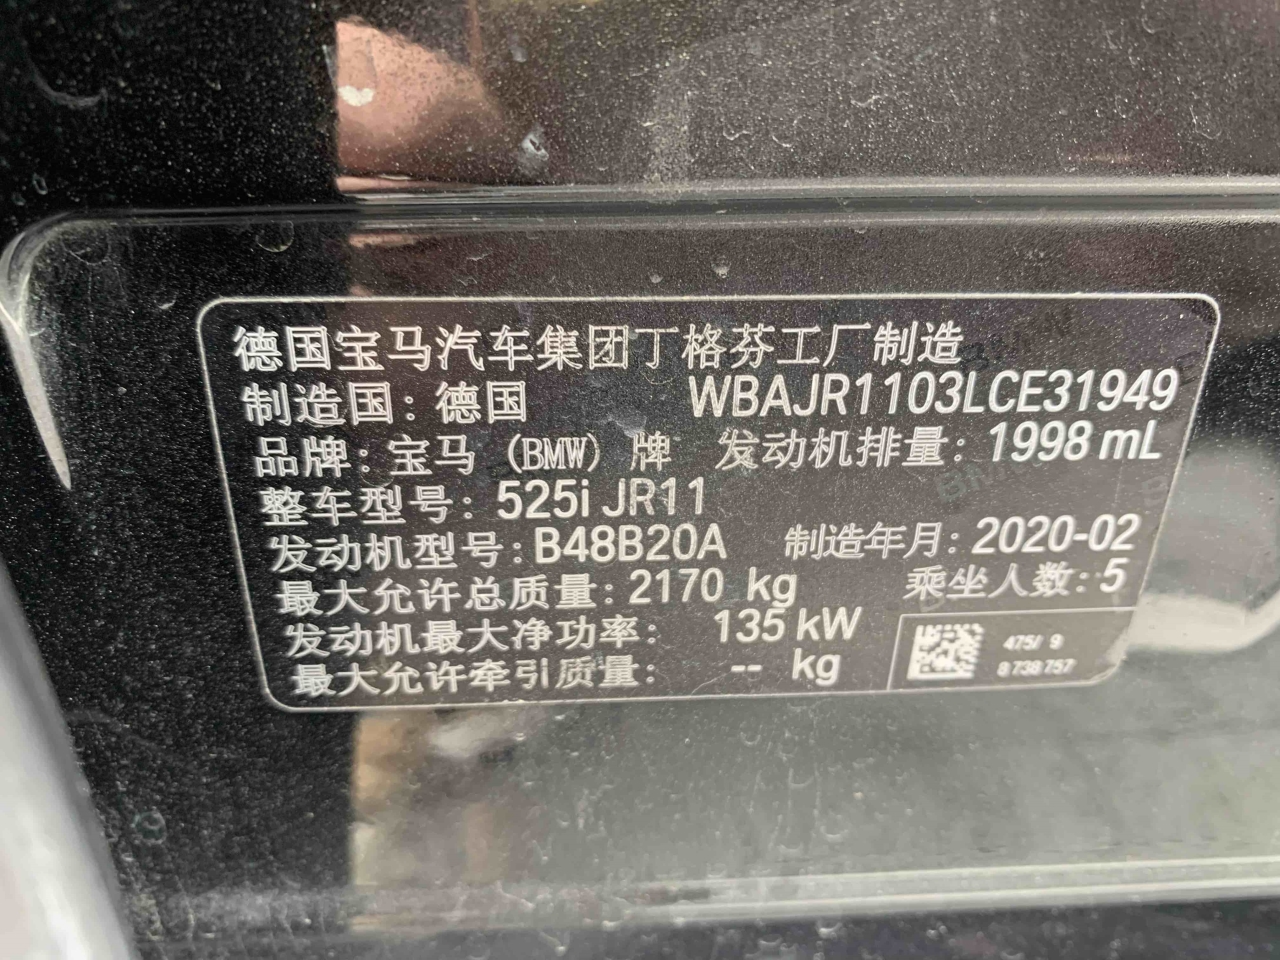 德国宝马汽车集团丁格芬工厂制造
制造国：德国 WBAJR1103LCE31949
品牌：宝马（BMW）牌 发动机排量：1998 mL
整车型号：525i JR11
发动机型号：B48B20A 制造年月：2020-02
最大允许总质量：2170 kg 乘坐人数：5
发动机最大净功率： 135 kW
最大允许牵引质量： -- kg
475/ 9
8738757